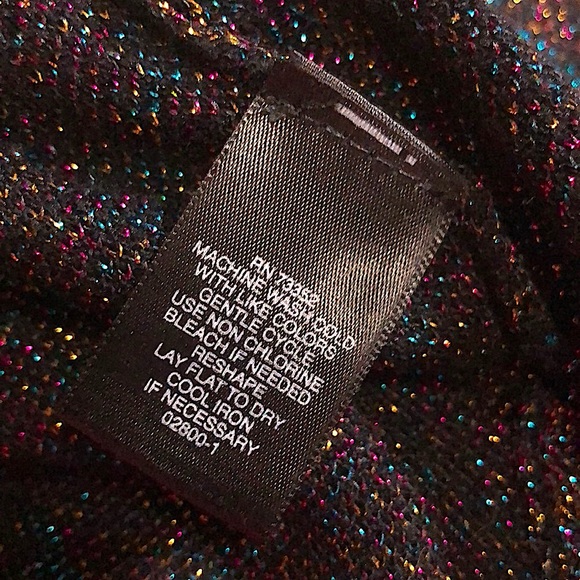 RN 73352
MACHINE WASH COLD
WITH LIKE COLORS
GENTLE CYCLE
USE NON CHLORINE
BLEACH IF NEEDED
RESHAPE
LAY FLAT TO DRY
COOL IRON
IF NECESSARY
02800-1